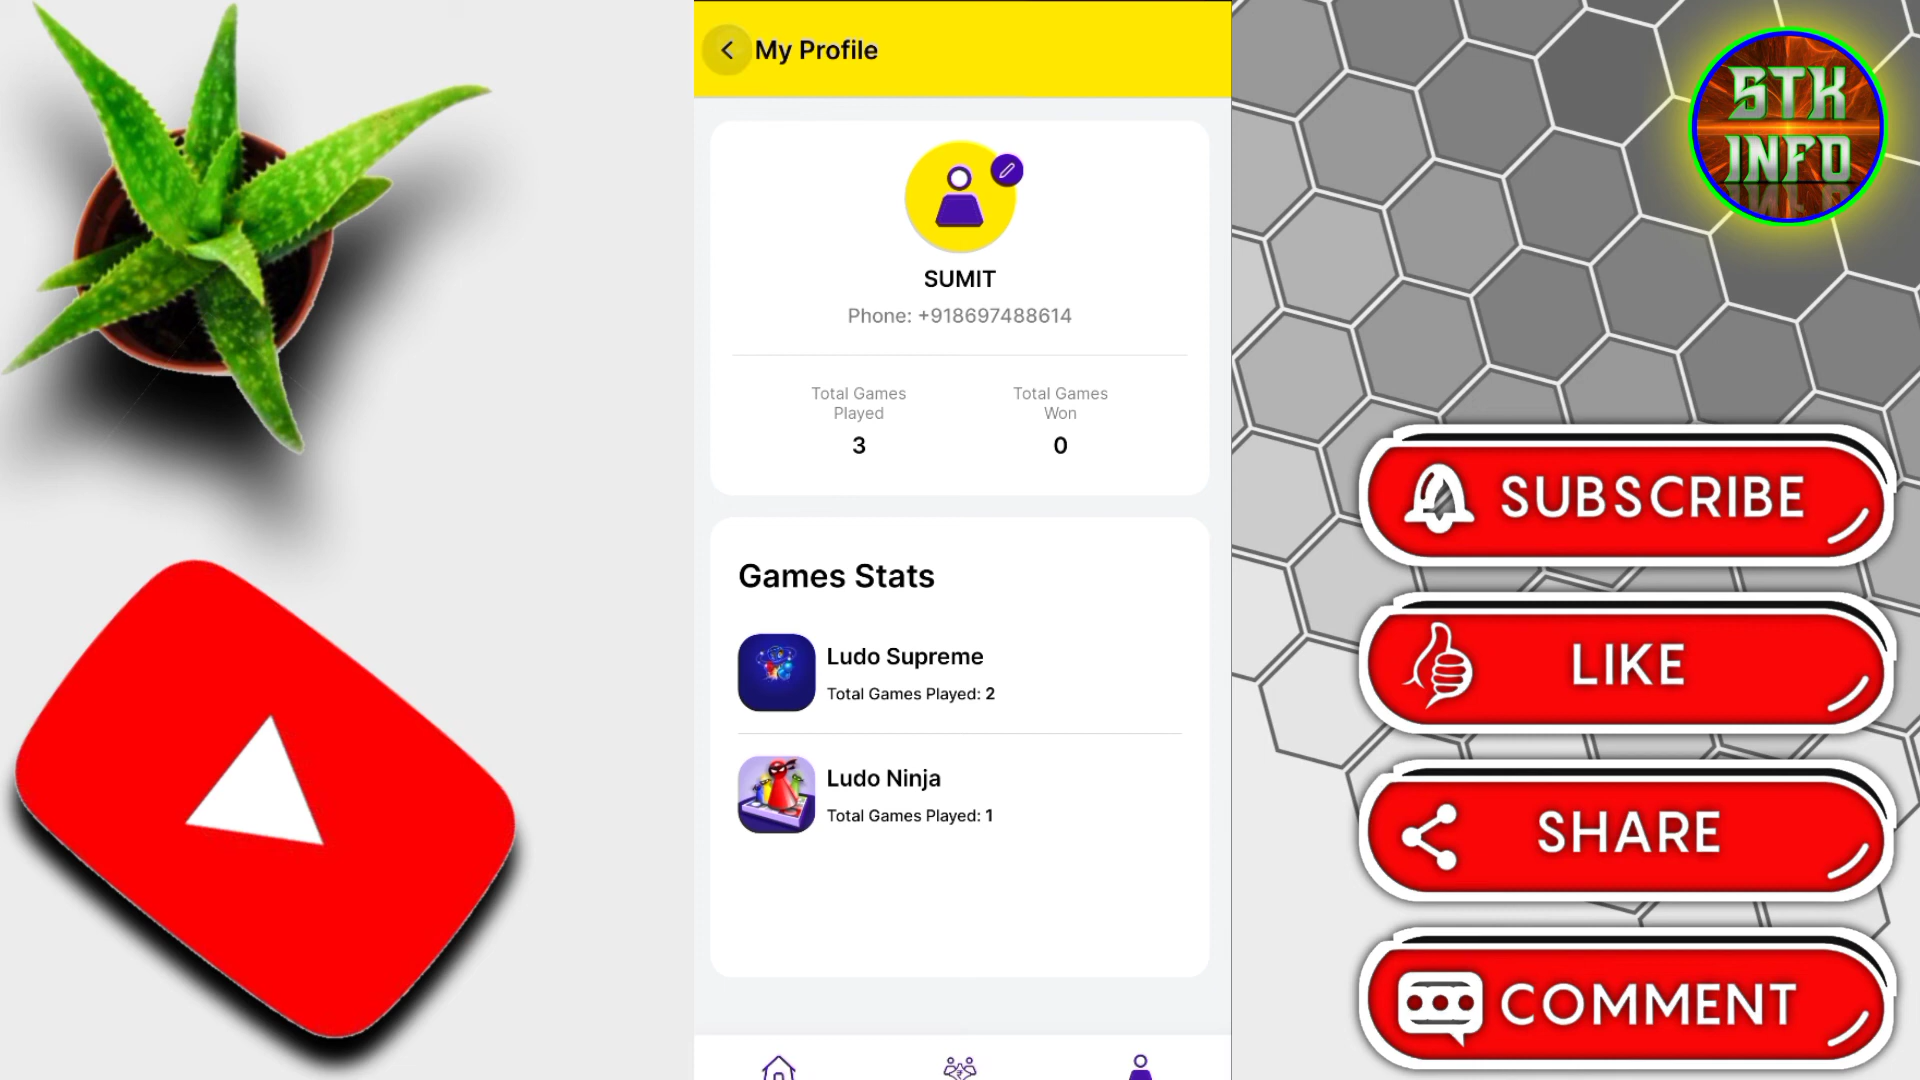 My Profile
SUMIT
Phone: +918697488614
Total Games
Played
3
Total Games
Won
0
Games Stats
Ludo Supreme
Total Games Played: 2
Ludo Ninja
Total Games Played: 1
STK
INFO
SUBSCRIBE
LIKE
SHARE
COMMENT